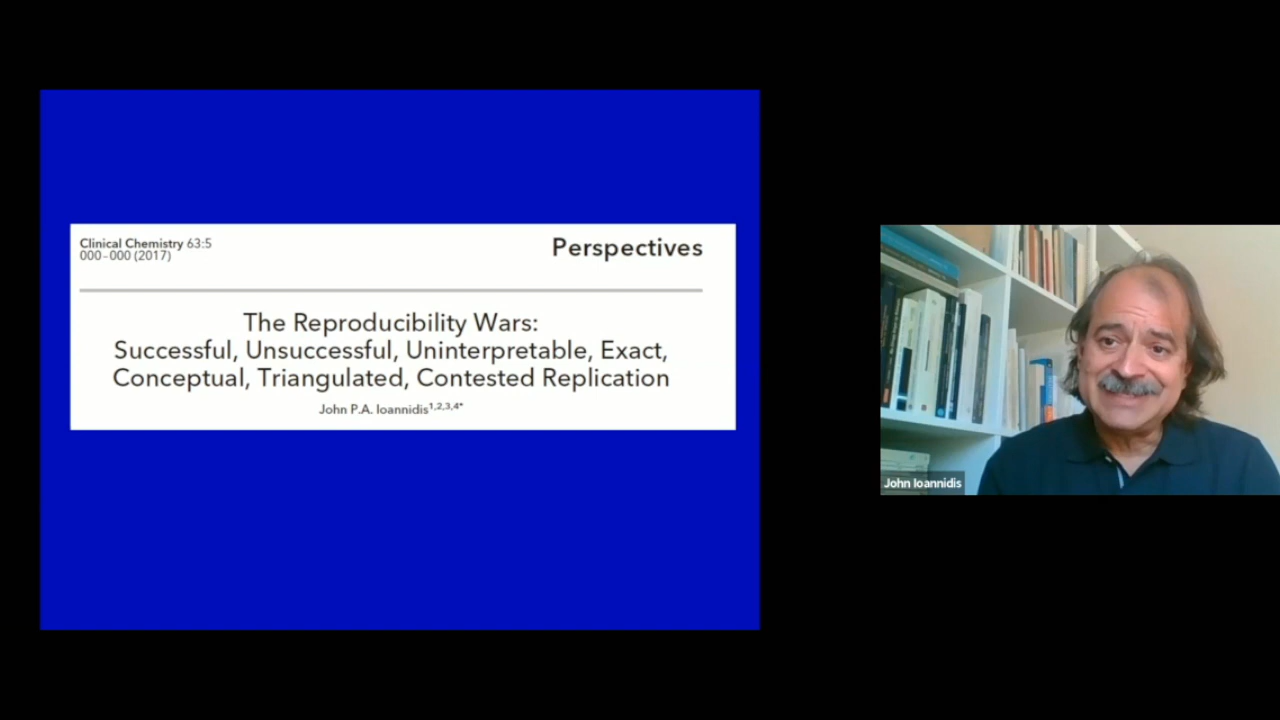 Clinical Chemistry 63:5
000–000 (2017)
Perspectives
The Reproducibility Wars:
Successful, Unsuccessful, Uninterpretable, Exact,
Conceptual, Triangulated, Contested Replication
John P.A. Ioannidis1,2,3,4*
John Ioannidis